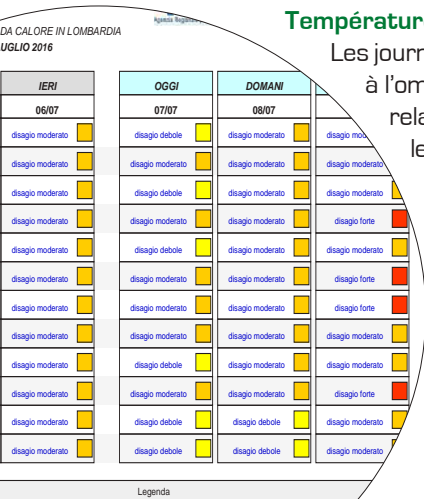 DA CALORE IN LOMBARDIA
UGLIO 2016
Températur
Les journ
à l'om
rela
le
IERI OGGI DOMANI
06/07 07/07 08/07
disagio moderato disagio debole disagio moderato disagio mod
disagio moderato disagio moderato disagio moderato disagio moderato
disagio moderato disagio debole disagio moderato disagio moderato
disagio moderato disagio moderato disagio moderato disagio forte
disagio moderato disagio debole disagio moderato disagio moderato
disagio moderato disagio moderato disagio moderato disagio forte
disagio moderato disagio moderato disagio moderato disagio forte
disagio moderato disagio moderato disagio moderato disagio moderato
disagio moderato disagio debole disagio moderato disagio moderato
disagio moderato disagio moderato disagio moderato disagio forte
disagio moderato disagio debole disagio debole disagio moderato
disagio moderato disagio debole disagio debole disagio moderato
Legenda